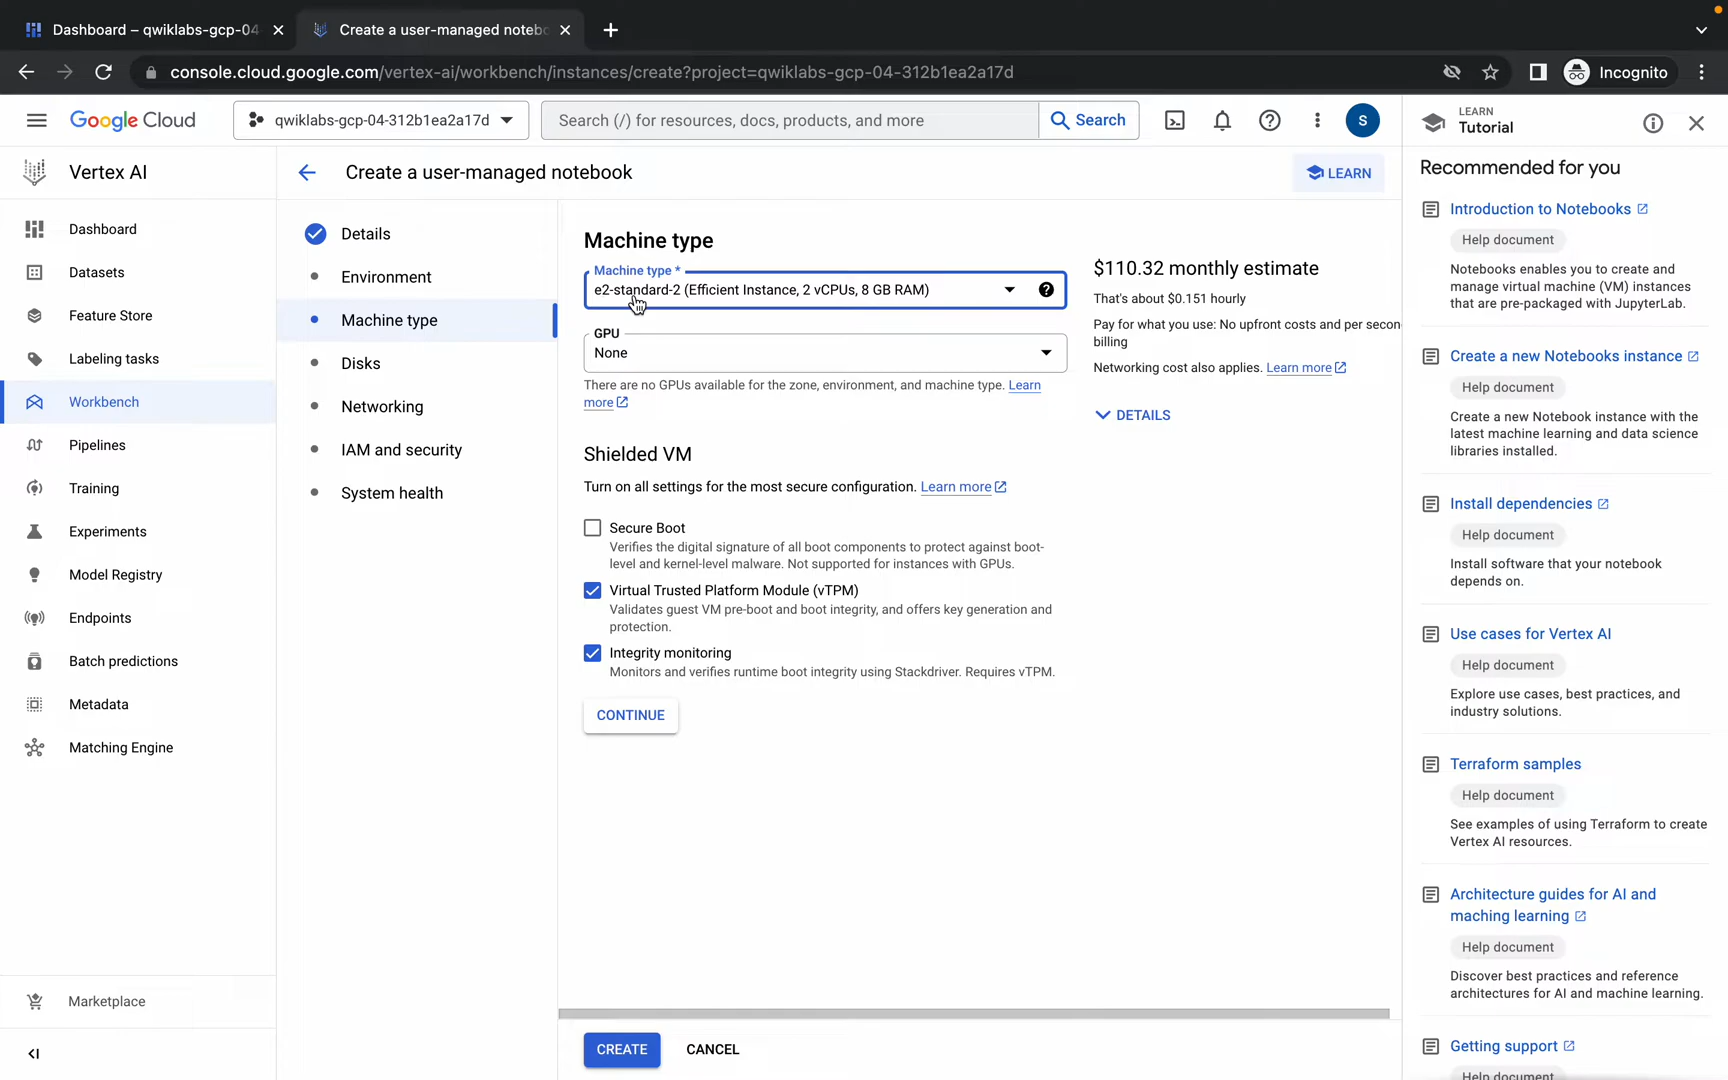 Dashboard – qwiklabs-gcp-04
Create a user-managed noteb
console.cloud.google.com/vertex-ai/workbench/instances/create?project=qwiklabs-gcp-04-312b1ea2a17d
Incognito
Google Cloud
qwiklabs-gcp-04-312b1ea2a17d
Search (/) for resources, docs, products, and more
Search
S
LEARN
Tutorial
Vertex AI
Create a user-managed notebook
LEARN
Dashboard
Datasets
Feature Store
Labeling tasks
Workbench
Pipelines
Training
Experiments
Model Registry
Endpoints
Batch predictions
Metadata
Matching Engine
Marketplace
Details
Environment
Machine type
Disks
Networking
IAM and security
System health
Machine type
Machine type *
e2-standard-2 (Efficient Instance, 2 vCPUs, 8 GB RAM)
GPU
None
There are no GPUs available for the zone, environment, and machine type. Learn
more
Shielded VM
Turn on all settings for the most secure configuration. Learn more
Secure Boot
Verifies the digital signature of all boot components to protect against boot-
level and kernel-level malware. Not supported for instances with GPUs.
Virtual Trusted Platform Module (vTPM)
Validates guest VM pre-boot and boot integrity, and offers key generation and
protection.
Integrity monitoring
Monitors and verifies runtime boot integrity using Stackdriver. Requires vTPM.
CONTINUE
CREATE
CANCEL
$110.32 monthly estimate
That's about $0.151 hourly
Pay for what you use: No upfront costs and per secon
billing
Networking cost also applies. Learn more
DETAILS
Recommended for you
Introduction to Notebooks
Help document
Notebooks enables you to create and
manage virtual machine (VM) instances
that are pre-packaged with JupyterLab.
Create a new Notebooks instance
Help document
Create a new Notebook instance with the
latest machine learning and data science
libraries installed.
Install dependencies
Help document
Install software that your notebook
depends on.
Use cases for Vertex AI
Help document
Explore use cases, best practices, and
industry solutions.
Terraform samples
Help document
See examples of using Terraform to create
Vertex AI resources.
Architecture guides for AI and
maching learning
Help document
Discover best practices and reference
architectures for AI and machine learning.
Getting support
Help document